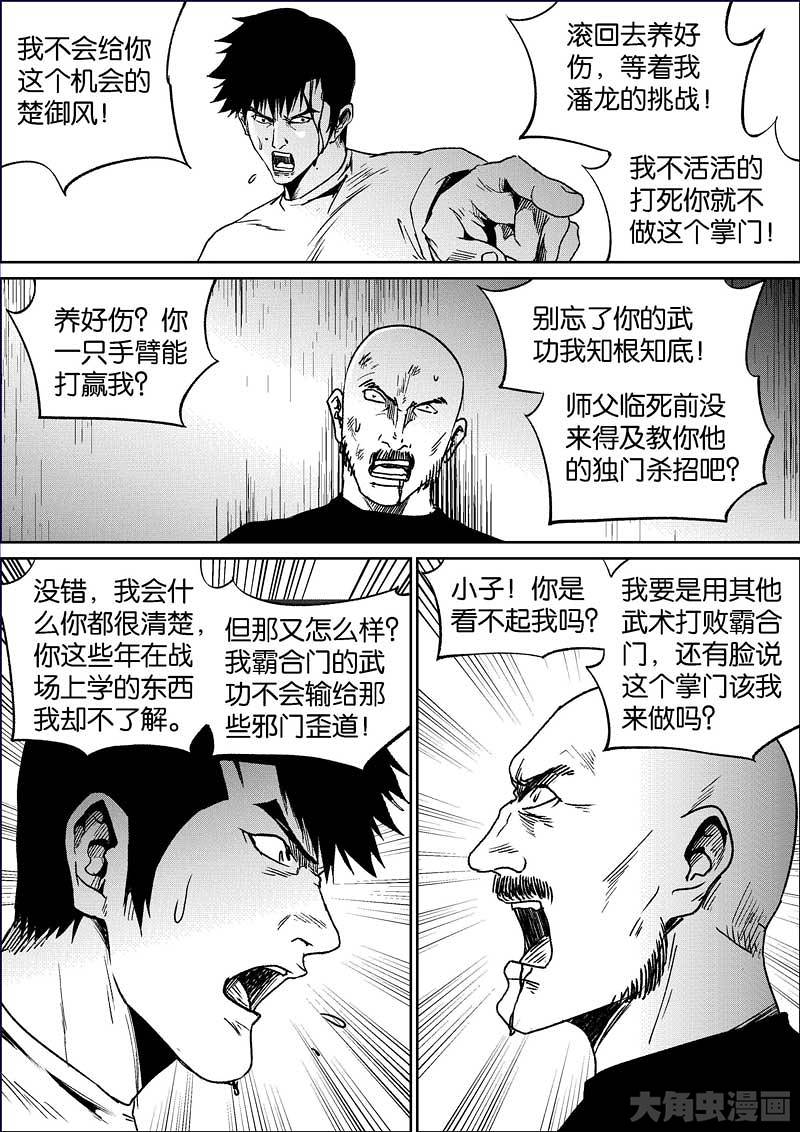 我不会给你
这个机会的
楚御风！
滚回去养好
伤，等着我
潘龙的挑战！
我不活活的
打死你就不
做这个掌门！
养好伤？你
一只手臂能
打赢我？
别忘了你的武
功我知根知底！
师父临死前没
来得及教你他
的独门杀招吧？
没错，我会什
么你都很清楚，
你这些年在战
场上学的东西
我却不了解。
但那又怎么样？
我霸合门的武
功不会输给那
些邪门歪道！
小子！你是
看不起我吗？
我要是用其他
武术打败霸合
门，还有脸说
这个掌门该我
来做吗？
大角虫漫画